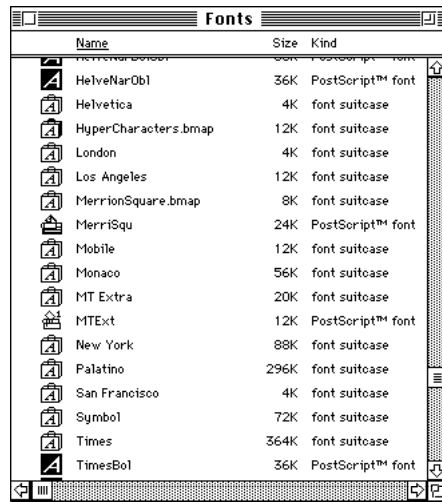 Fonts
Name Size Kind
HelveNarObl 36K PostScript™ font
Helvetica 4K font suitcase
HyperCharacters.bmap 12K font suitcase
London 4K font suitcase
Los Angeles 12K font suitcase
MerrionSquare.bmap 8K font suitcase
MerriSqu 24K PostScript™ font
Mobile 12K font suitcase
Monaco 56K font suitcase
MT Extra 20K font suitcase
MTExt 12K PostScript™ font
New York 88K font suitcase
Palatino 296K font suitcase
San Francisco 4K font suitcase
Symbol 72K font suitcase
Times 364K font suitcase
TimesBol 36K PostScript™ font